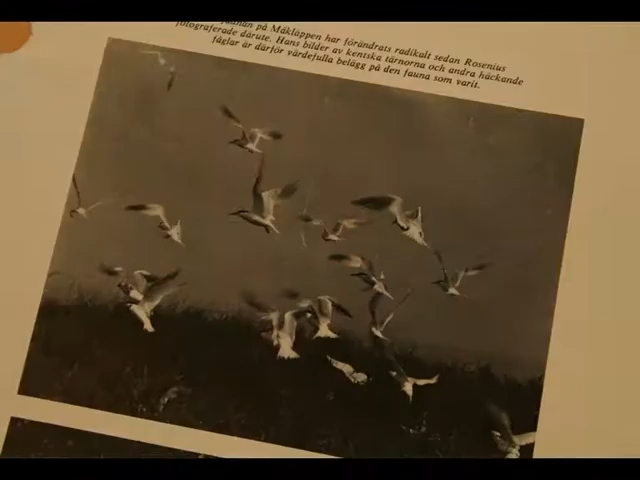 på Måkläppen har förändrats radikalt sedan Rosenius
fotograferade därute. Hans bilder av kentska tärnorna och andra häckande
fåglar är därför värdefulla belägg på den fauna som varit.